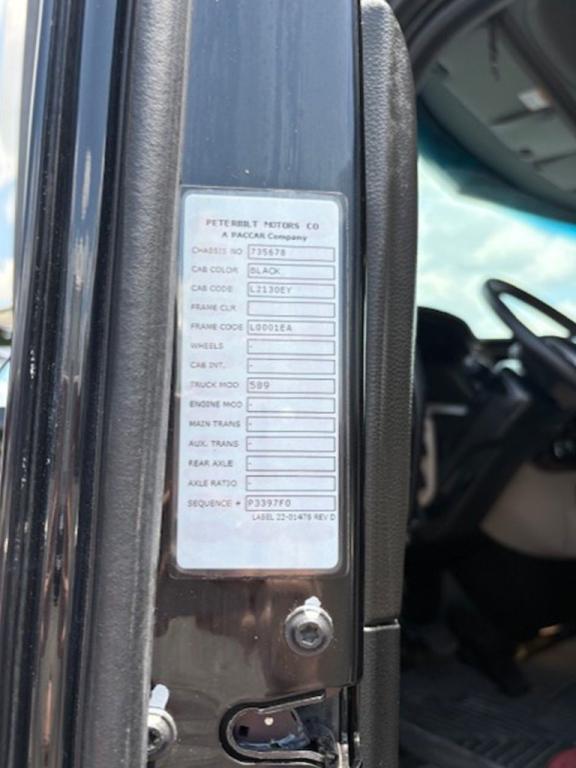 PETERBILT MOTORS CO
A PACCAR Company
CHASSIS NO 735678
CAB COLOR BLACK
CAB CODE L2130EY
FRAME CLR
FRAME CODE L0001EA
WHEELS -
CAB INT. -
TRUCK MOD 589
ENGINE MOD -
MAIN TRANS -
AUX. TRANS -
REAR AXLE -
AXLE RATIO -
SEQUENCE # P3397F0
LABEL 22-01476 REV D